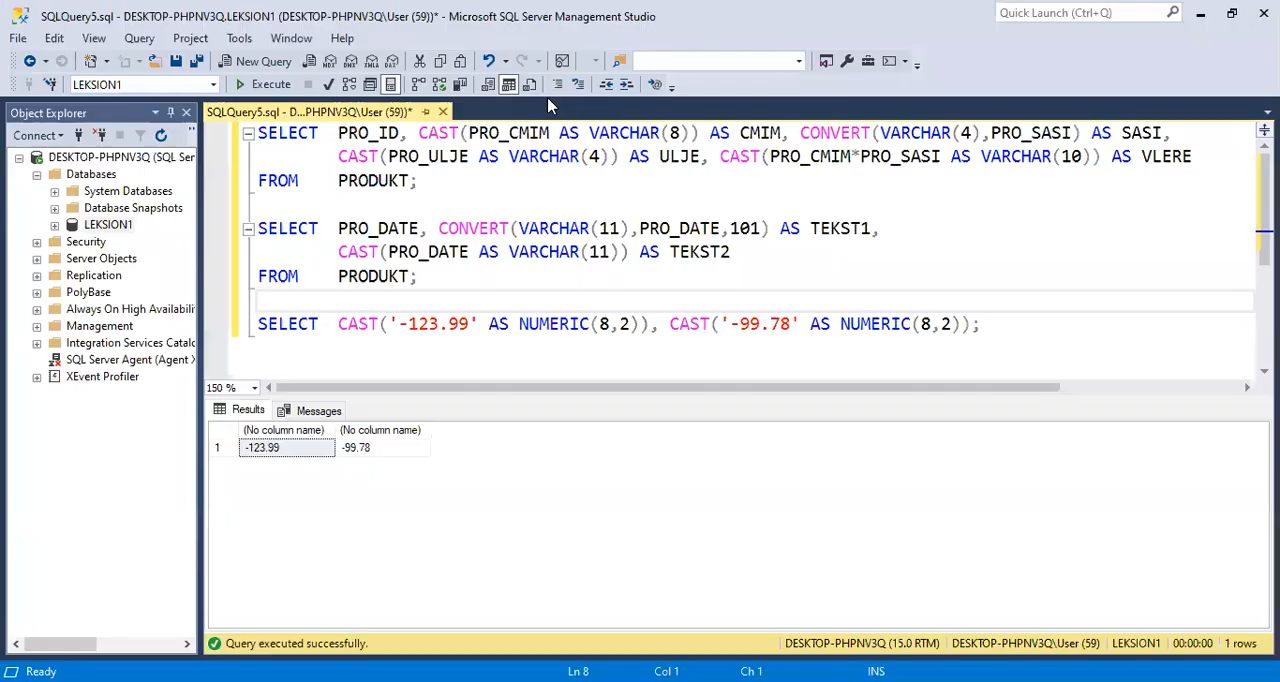 SQLQuery5.sql - DESKTOP-PHPNV3Q.LEKSION1 (DESKTOP-PHPNV3Q\User (59))* - Microsoft SQL Server Management Studio
Quick Launch (Ctrl+Q)
File Edit View Query Project Tools Window Help
New Query
LEKSION1
Execute
Object Explorer
SQLQuery5.sql - D...PHPNV3Q\User (59))*
Connect
DESKTOP-PHPNV3Q (SQL Ser
Databases
System Databases
Database Snapshots
LEKSION1
Security
Server Objects
Replication
PolyBase
Always On High Availabili
Management
Integration Services Catalo
SQL Server Agent (Agent X
XEvent Profiler
SELECT PRO_ID, CAST(PRO_CMIM AS VARCHAR(8)) AS CMIM, CONVERT(VARCHAR(4),PRO_SASI) AS SASI,
CAST(PRO_ULJE AS VARCHAR(4)) AS ULJE, CAST(PRO_CMIM*PRO_SASI AS VARCHAR(10)) AS VLERE
FROM PRODUKT;
SELECT PRO_DATE, CONVERT(VARCHAR(11),PRO_DATE,101) AS TEKST1,
CAST(PRO_DATE AS VARCHAR(11)) AS TEKST2
FROM PRODUKT;
SELECT CAST('-123.99' AS NUMERIC(8,2)), CAST('-99.78' AS NUMERIC(8,2));
150 %
Results Messages
(No column name) (No column name)
1 -123.99 -99.78
Query executed successfully.
DESKTOP-PHPNV3Q (15.0 RTM) DESKTOP-PHPNV3Q\User (59) LEKSION1 00:00:00 1 rows
Ready Ln 8 Col 1 Ch 1 INS